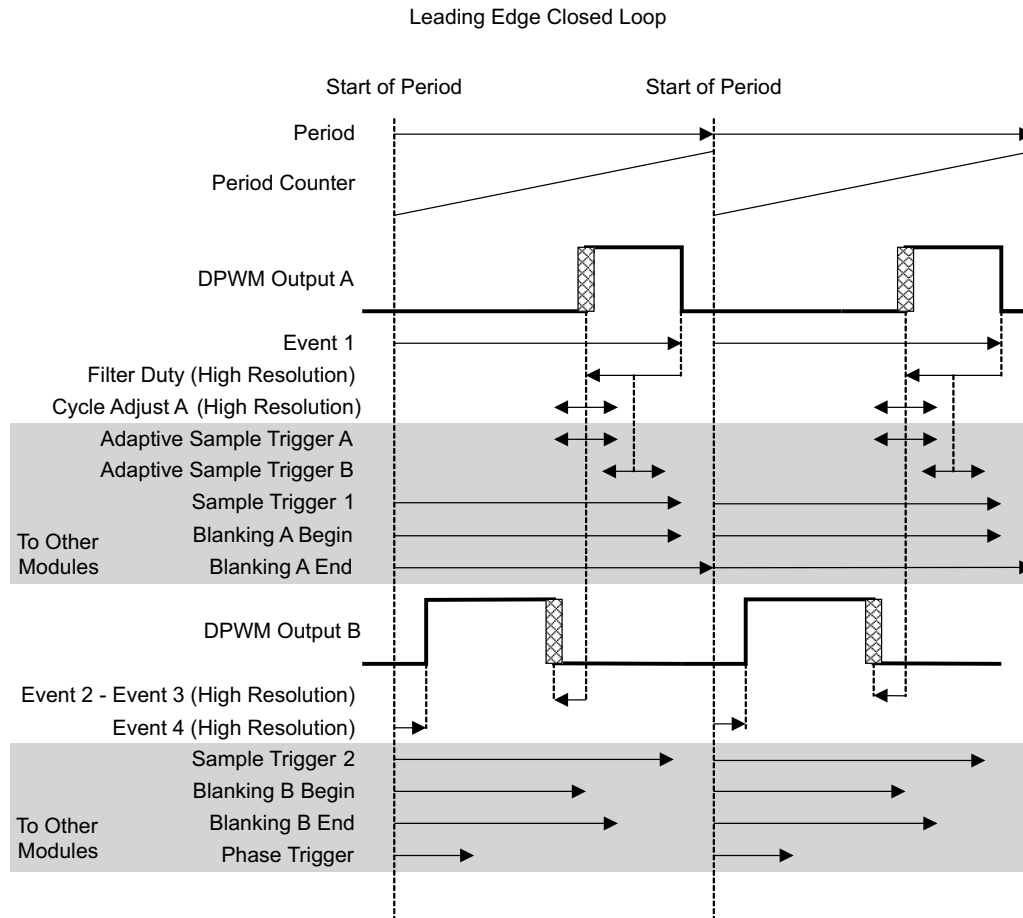 Leading Edge Closed Loop
Start of Period
Start of Period
Period
Period Counter
DPWM Output A
Event 1
Filter Duty (High Resolution)
Cycle Adjust A (High Resolution)
Adaptive Sample Trigger A
Adaptive Sample Trigger B
Sample Trigger 1
Blanking A Begin
To Other
Modules
Blanking A End
DPWM Output B
Event 2 - Event 3 (High Resolution)
Event 4 (High Resolution)
Sample Trigger 2
Blanking B Begin
Blanking B End
To Other
Modules
Phase Trigger